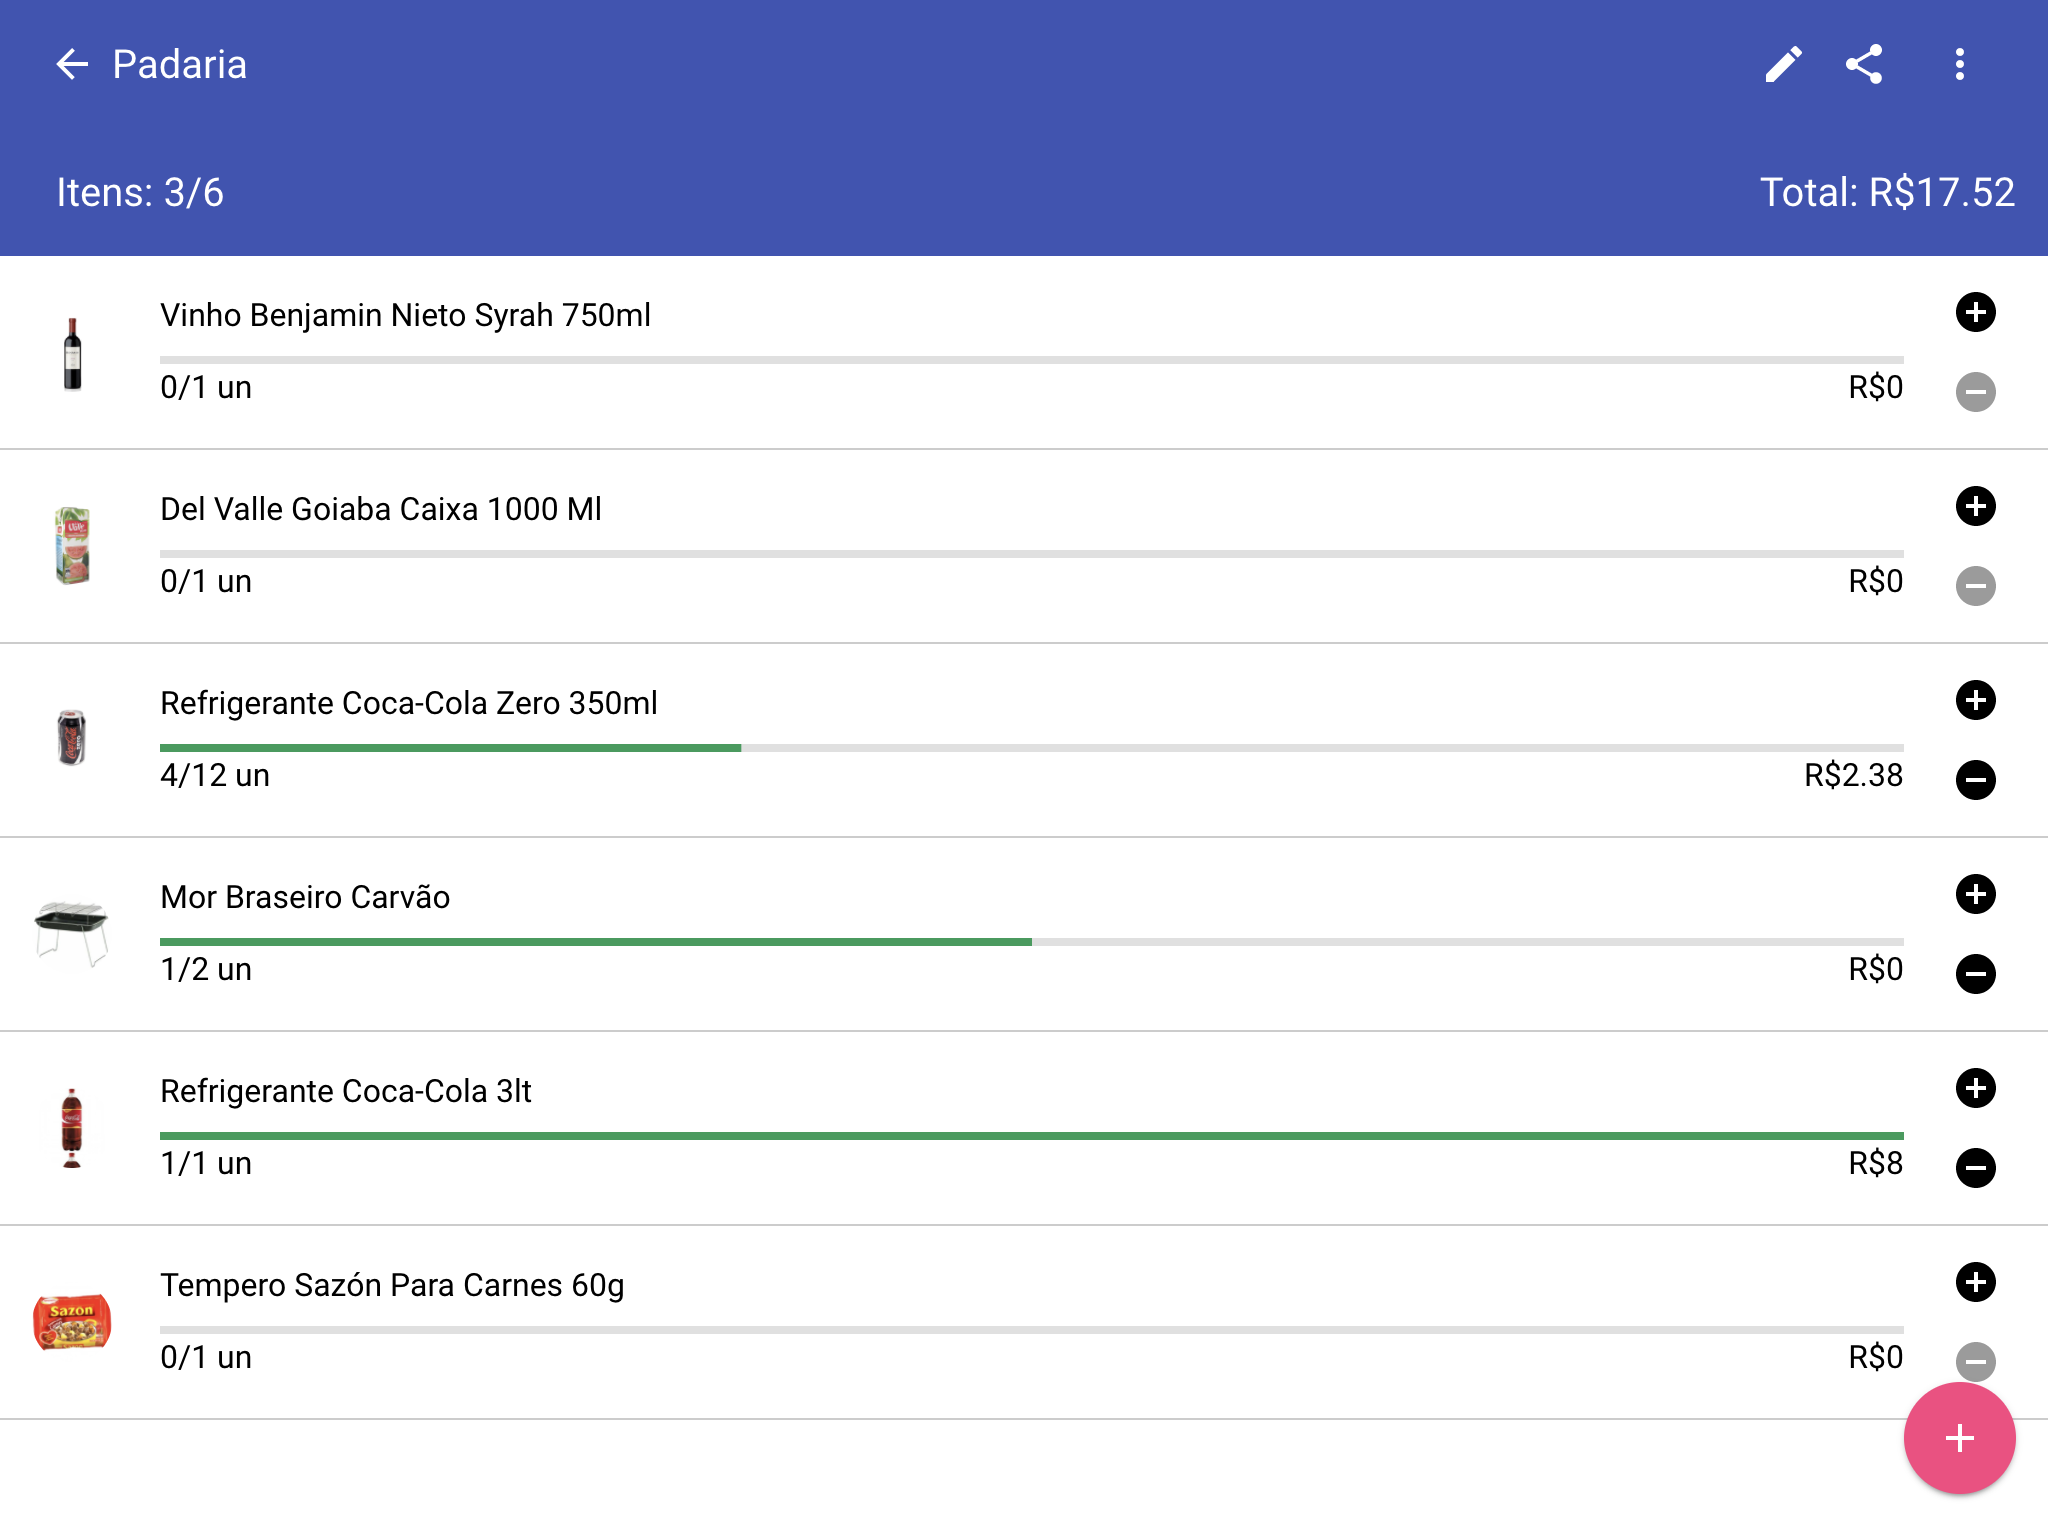 Padaria
Itens: 3/6
Total: R$17.52
Vinho Benjamin Nieto Syrah 750ml
0/1 un
R$0
Del Valle Goiaba Caixa 1000 Ml
0/1 un
R$0
Refrigerante Coca-Cola Zero 350ml
4/12 un
R$2.38
Mor Braseiro Carvão
1/2 un
R$0
Refrigerante Coca-Cola 3lt
1/1 un
R$8
Tempero Sazón Para Carnes 60g
Sazón
0/1 un
R$0